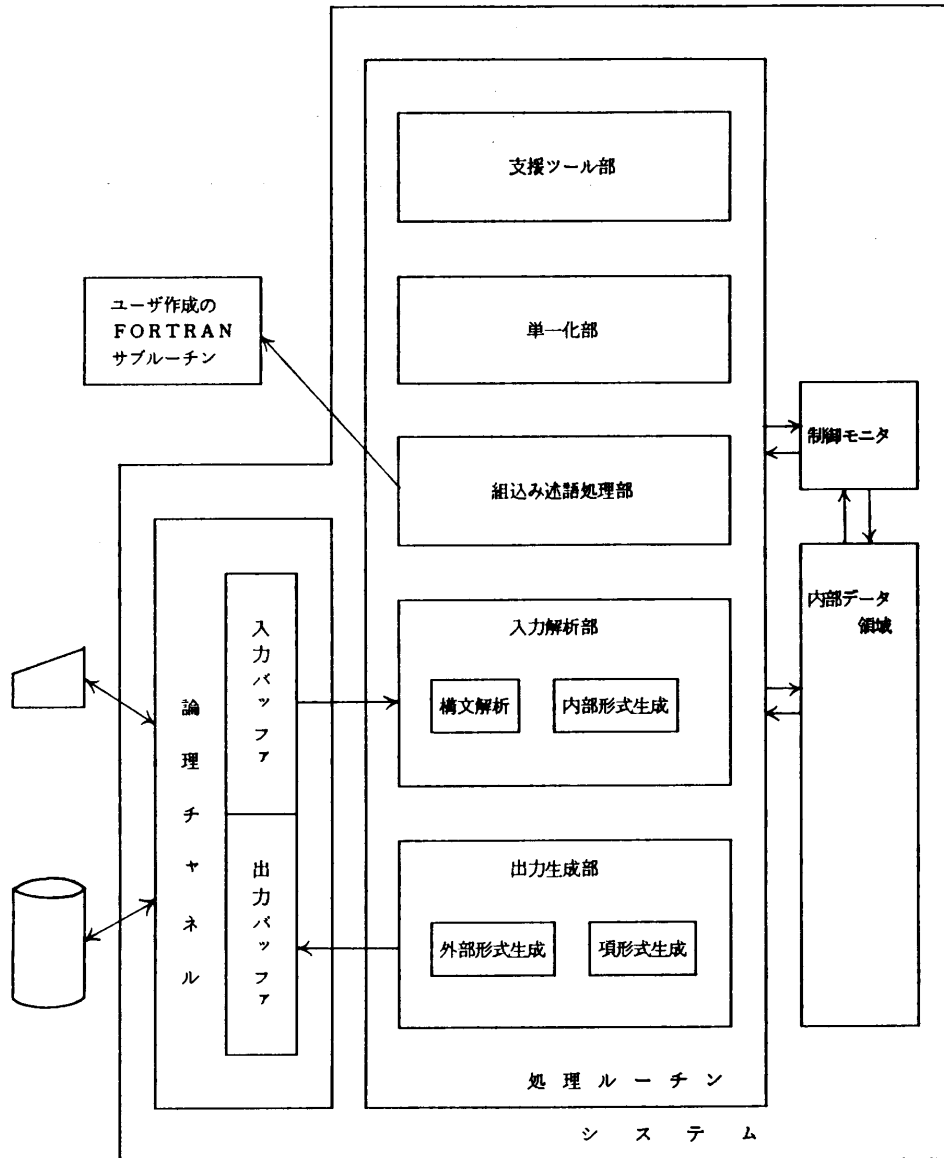 支援ツール部
単一化部
ユーザ作成の
FORTRAN
サブルーチン
組込み述語処理部
制御モニタ
内部データ
領域
論理チャネル
入力バッファ
出力バッファ
入力解析部
構文解析
内部形式生成
出力生成部
外部形式生成
項形式生成
処理ルーチン
システム